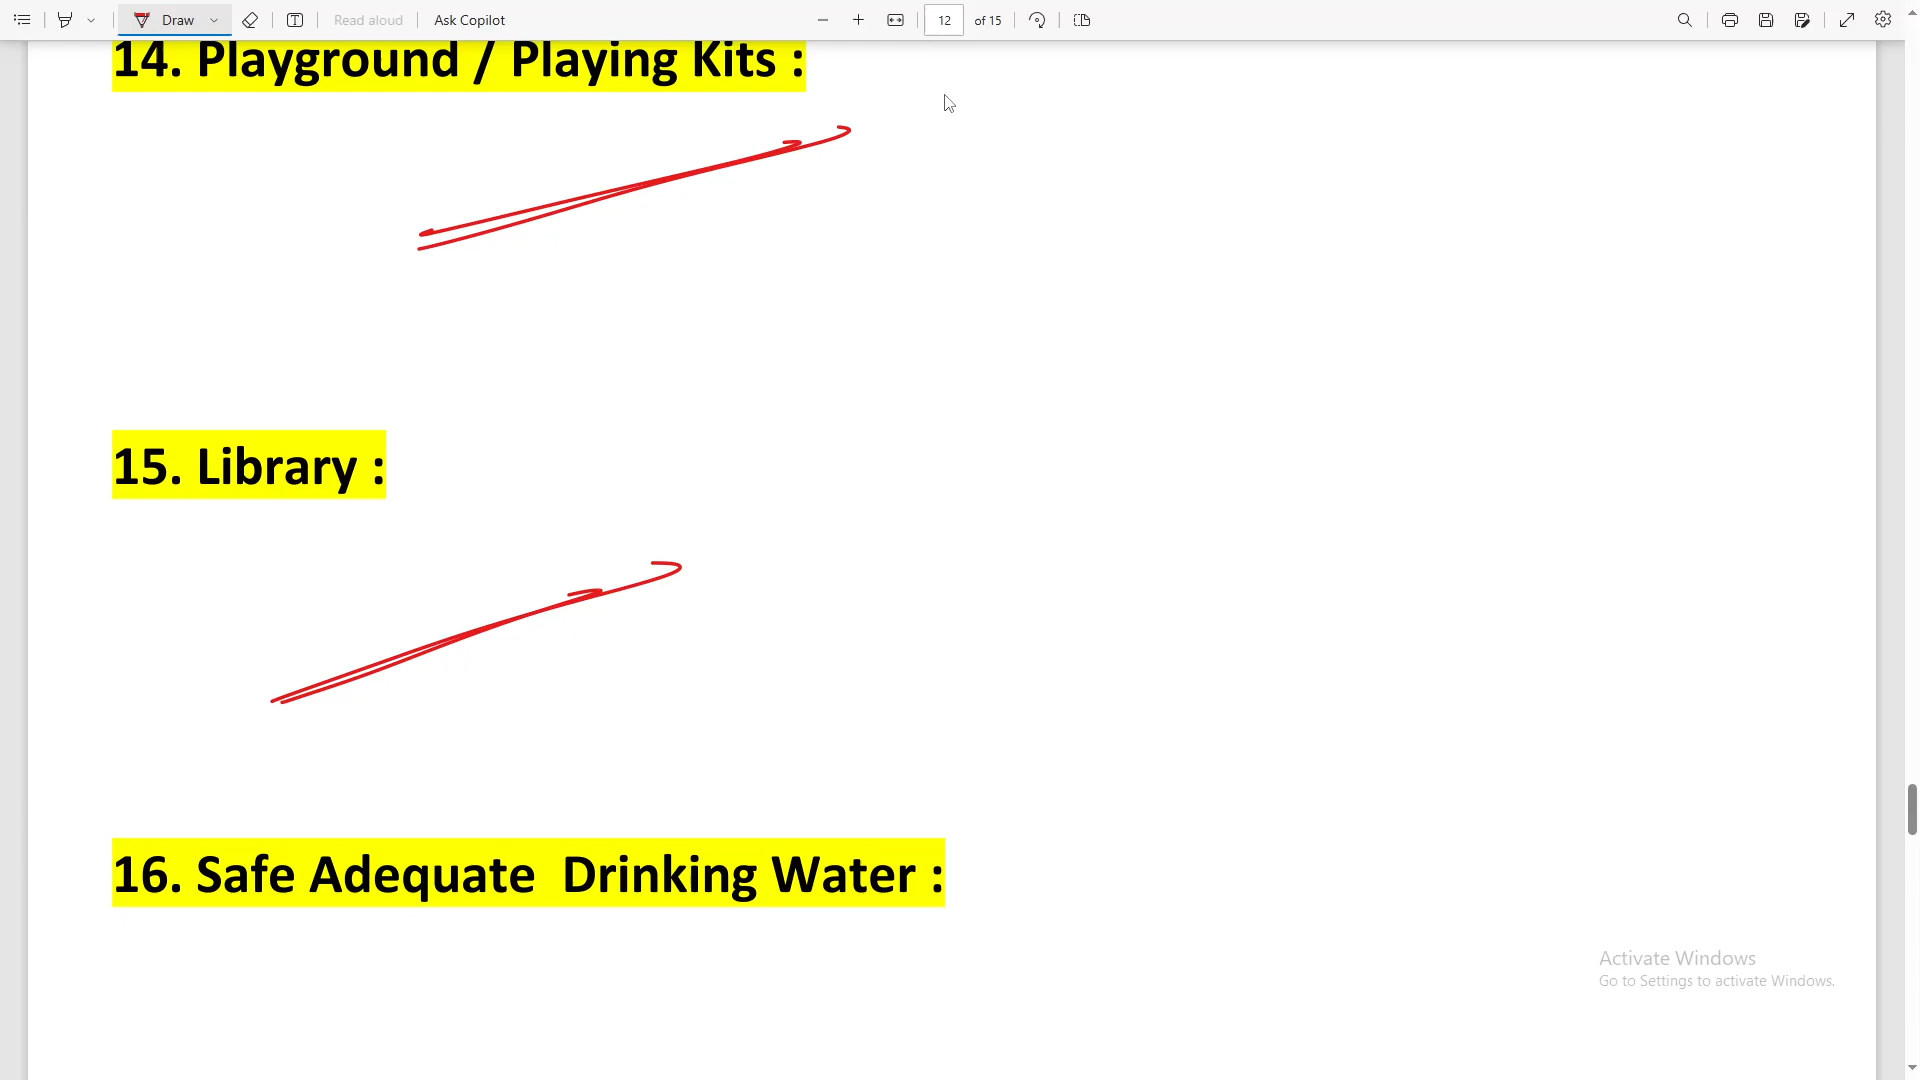 Draw
Read aloud
Ask Copilot
12
of 15
14. Playground / Playing Kits :
15. Library :
16. Safe Adequate  Drinking Water :
Activate Windows
Go to Settings to activate Windows.